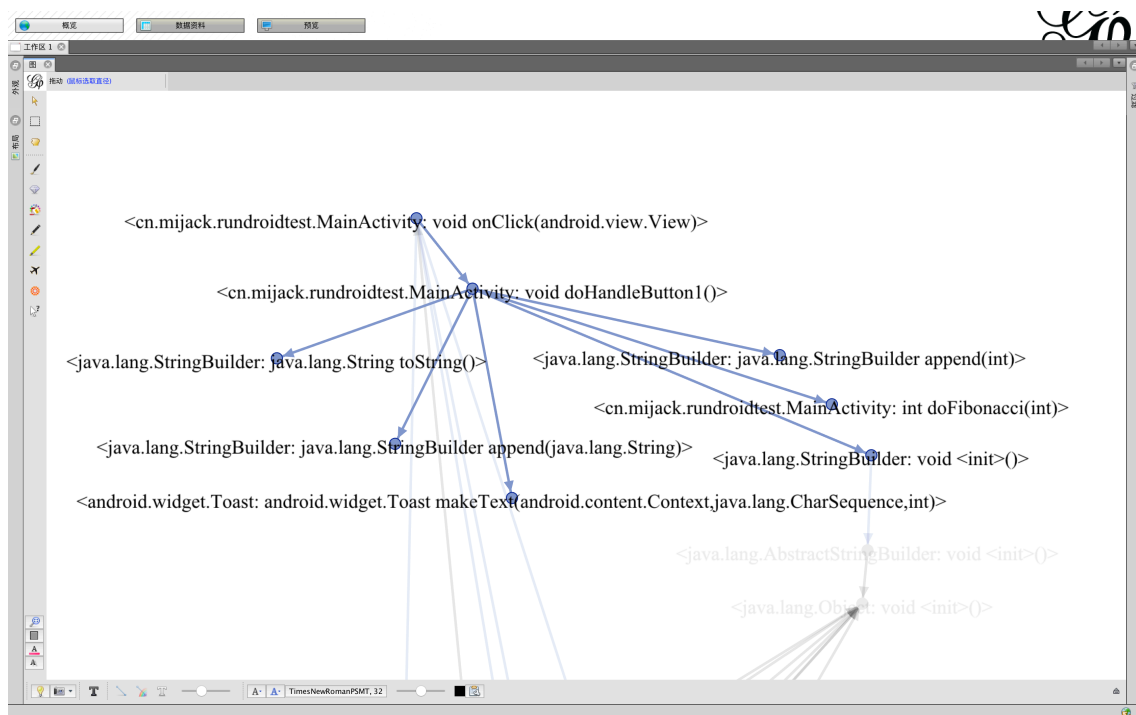 概览
数据资料
预览
工作区 1
图
拖动 (鼠标选取直径)
外观
布局
<cn.mijack.rundroidtest.MainActivity: void onClick(android.view.View)>
<cn.mijack.rundroidtest.MainActivity: void doHandleButton1()>
<java.lang.StringBuilder: java.lang.String toString()>
<java.lang.StringBuilder: java.lang.StringBuilder append(int)>
<cn.mijack.rundroidtest.MainActivity: int doFibonacci(int)>
<java.lang.StringBuilder: java.lang.StringBuilder append(java.lang.String)>
<java.lang.StringBuilder: void <init>()>
<android.widget.Toast: android.widget.Toast makeText(android.content.Context,java.lang.CharSequence,int)>
<java.lang.AbstractStringBuilder: void <init>()>
<java.lang.Object: void <init>()>
TimesNewRomanPSMT, 32